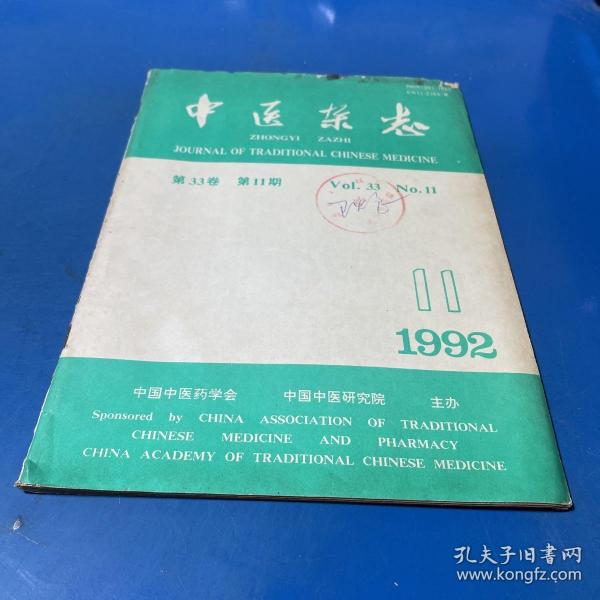 中医杂志
ZHONGYI ZAZHI
JOURNAL OF TRADITIONAL CHINESE MEDICINE
第33卷 第11期 Vol. 33 No.11
11
1992
中国中医药学会 中国中医研究院 主办
Sponsored by CHINA ASSOCIATION OF TRADITIONAL
CHINESE MEDICINE AND PHARMACY
CHINA ACADEMY OF TRADITIONAL CHINESE MEDICINE
孔夫子旧书网
www.kongfz.com